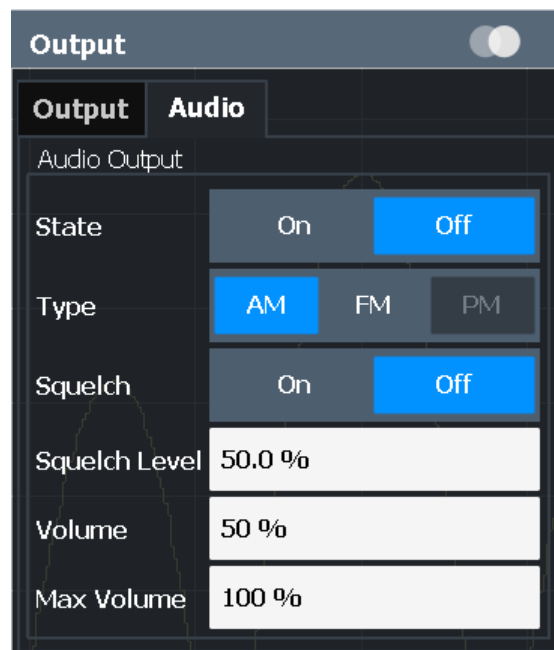 Output
Output Audio
Audio Output
State On Off
Type AM FM PM
Squelch On Off
Squelch Level 50.0 %
Volume 50 %
Max Volume 100 %